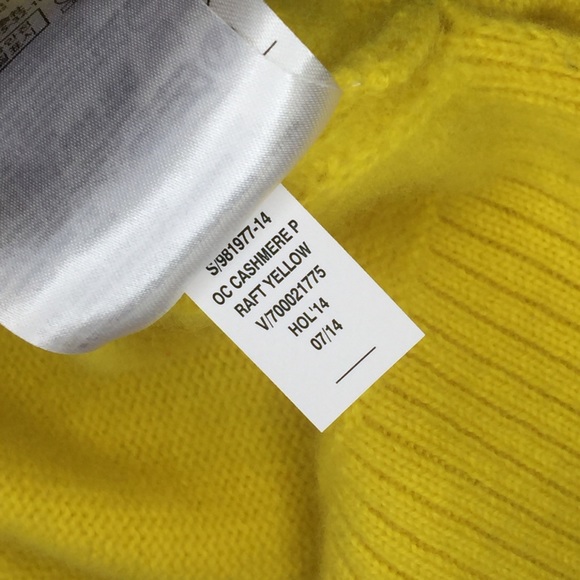 S/981977-14
OC CASHMERE P
RAFT YELLOW
V/700021775
HOL'14
07/14